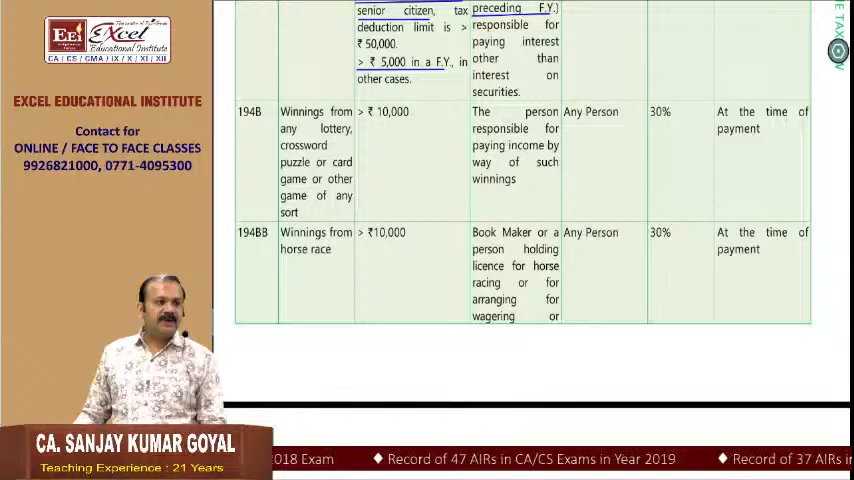 EEi
EXcel
Educational Institute
CA / CS / CMA / IX / X / XI / XII
EXCEL EDUCATIONAL INSTITUTE
Contact for
ONLINE / FACE TO FACE CLASSES
9926821000, 0771-4095300
senior citizen, tax
deduction limit is >
₹ 50,000.
> ₹ 5,000 in a F.Y., in
other cases.
preceding F.Y.)
responsible for
paying interest
other than
interest on
securities.
194B
Winnings from
any lottery,
crossword
puzzle or card
game or other
game of any
sort
> ₹ 10,000
The person
responsible for
paying income by
way of such
winnings
Any Person
30%
At the time of
payment
194BB
Winnings from
horse race
> ₹10,000
Book Maker or a
person holding
licence for horse
racing or for
arranging for
wagering or
Any Person
30%
At the time of
payment
CA. SANJAY KUMAR GOYAL
Teaching Experience : 21 Years
2018 Exam ♦ Record of 47 AIRs in CA/CS Exams in Year 2019 ♦ Record of 37 AIRs in